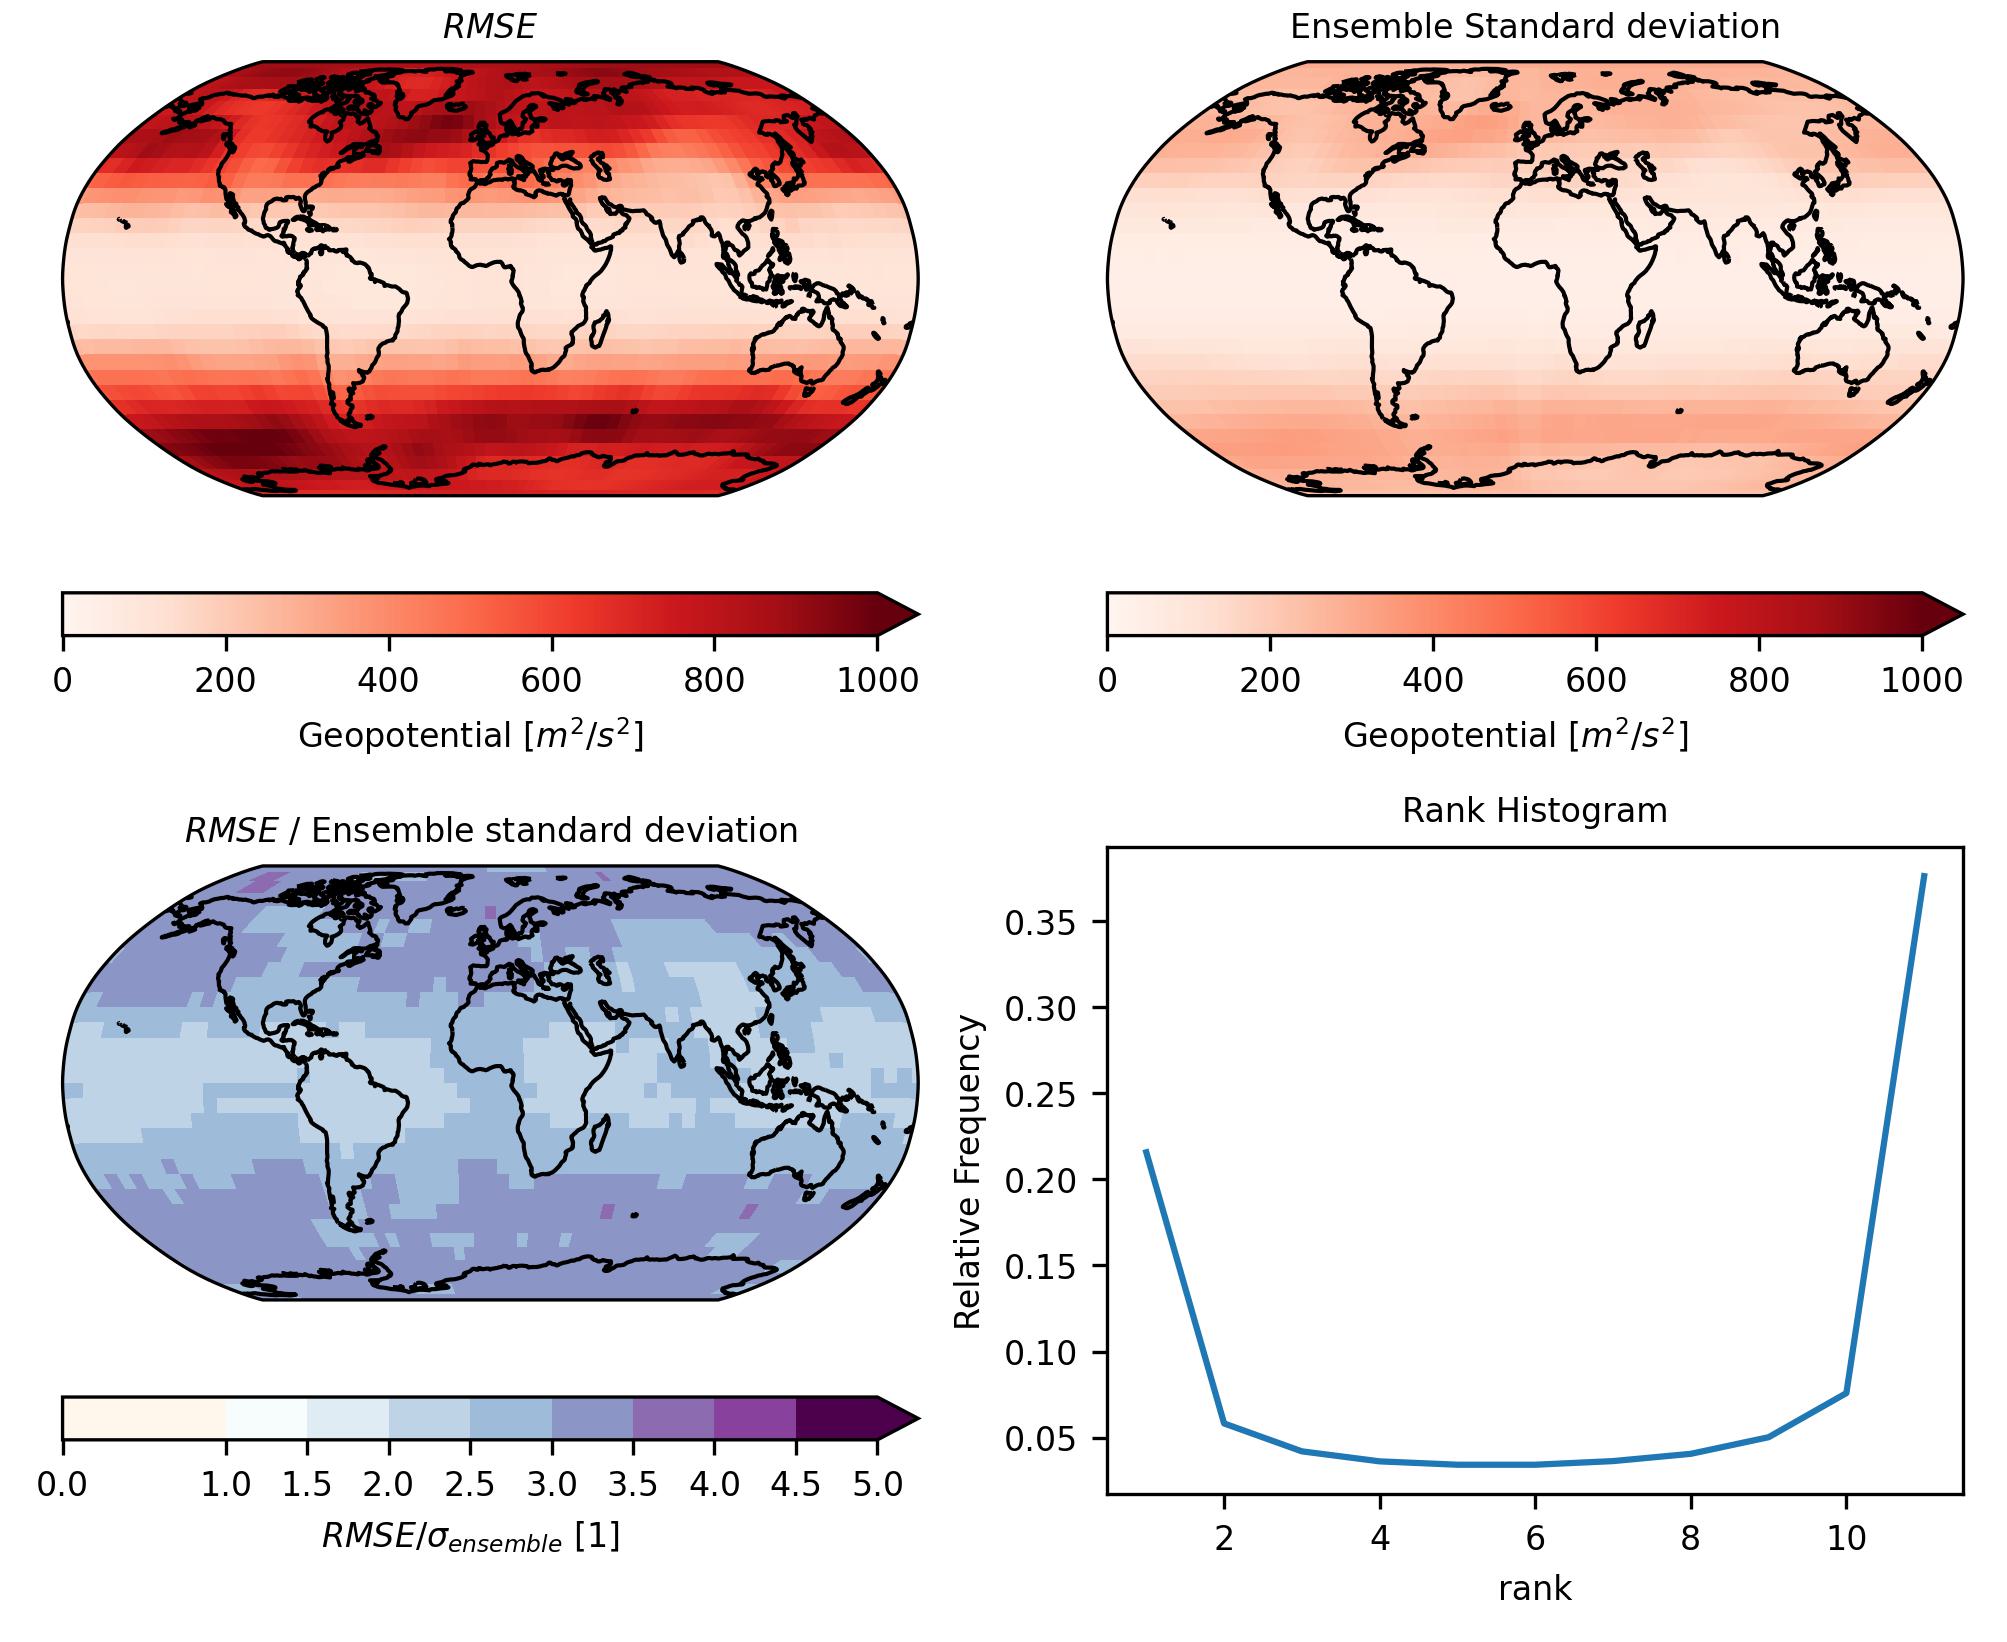 RMSE
Ensemble Standard deviation
0 200 400 600 800 1000
Geopotential [m²/s²]
0 200 400 600 800 1000
Geopotential [m²/s²]
RMSE / Ensemble standard deviation
0.0 1.0 1.5 2.0 2.5 3.0 3.5 4.0 4.5 5.0
RMSE/σensemble [1]
Rank Histogram
Relative Frequency
0.35
0.30
0.25
0.20
0.15
0.10
0.05
2 4 6 8 10
rank